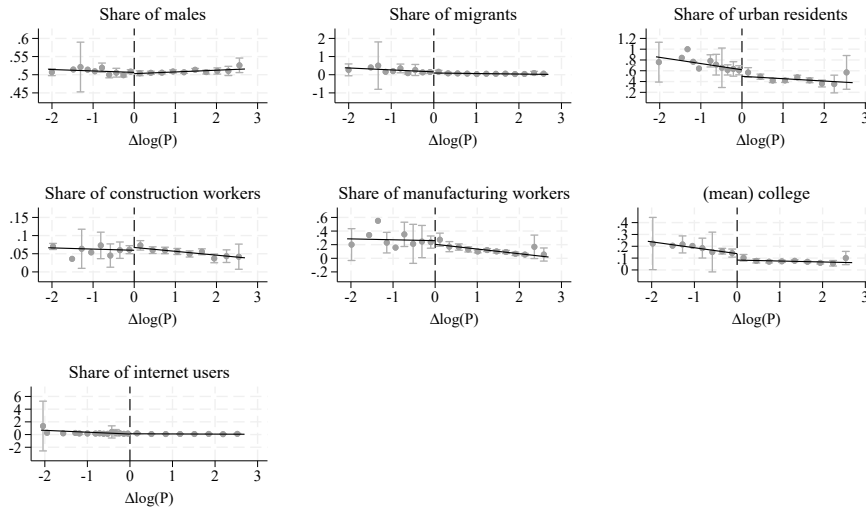 Share of males
.6
.55
.5
.45
-2 -1 0 1 2 3
Δlog(P)
Share of migrants
2
1
0
-1
-2 -1 0 1 2 3
Δlog(P)
Share of urban residents
1.2
1
.8
.6
.4
.2
-2 -1 0 1 2 3
Δlog(P)
Share of construction workers
.15
.1
.05
0
-2 -1 0 1 2 3
Δlog(P)
Share of manufacturing workers
.6
.4
.2
0
-.2
-2 -1 0 1 2 3
Δlog(P)
(mean) college
.4
.3
.2
.1
0
-2 -1 0 1 2 3
Δlog(P)
Share of internet users
6
4
2
0
-2
-2 -1 0 1 2 3
Δlog(P)